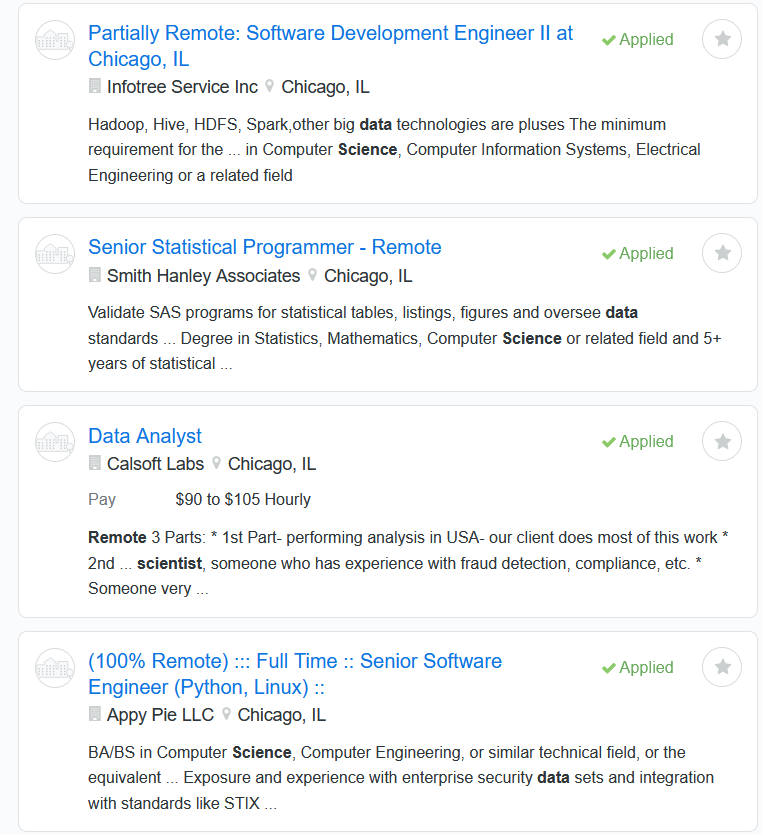 Partially Remote: Software Development Engineer II at
Chicago, IL
Applied
Infotree Service Inc Chicago, IL
Hadoop, Hive, HDFS, Spark,other big data technologies are pluses The minimum
requirement for the ... in Computer Science, Computer Information Systems, Electrical
Engineering or a related field
Senior Statistical Programmer - Remote
Applied
Smith Hanley Associates Chicago, IL
Validate SAS programs for statistical tables, listings, figures and oversee data
standards ... Degree in Statistics, Mathematics, Computer Science or related field and 5+
years of statistical ...
Data Analyst
Applied
Calsoft Labs Chicago, IL
Pay $90 to $105 Hourly
Remote 3 Parts: * 1st Part- performing analysis in USA- our client does most of this work *
2nd ... scientist, someone who has experience with fraud detection, compliance, etc. *
Someone very ...
(100% Remote) ::: Full Time :: Senior Software
Engineer (Python, Linux) ::
Applied
Appy Pie LLC Chicago, IL
BA/BS in Computer Science, Computer Engineering, or similar technical field, or the
equivalent ... Exposure and experience with enterprise security data sets and integration
with standards like STIX ...